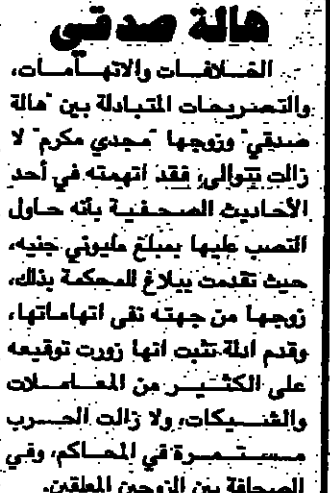 هالة صدقي
الخلافات والاتهامات،
والتصريحات المتبادلة بين "هالة
صدقي" وزوجها "مجدي مكرم" لا
زالت تتوالى، فقد اتهمته في أحد
الأحاديث الصحفية بأنه حاول
النصب عليها بمبلغ مليوني جنيه،
حيث تقدمت ببلاغ للمحكمة بذلك،
زوجها من جهته نفى اتهاماتها،
وقدم أدلة تثبت انها زورت توقيعه
على الكثير من المعاملات
والشيكات، ولا زالت الحرب
مستمرة في المحاكم، وفي
الصحافة بين الزوجين المعلقين.